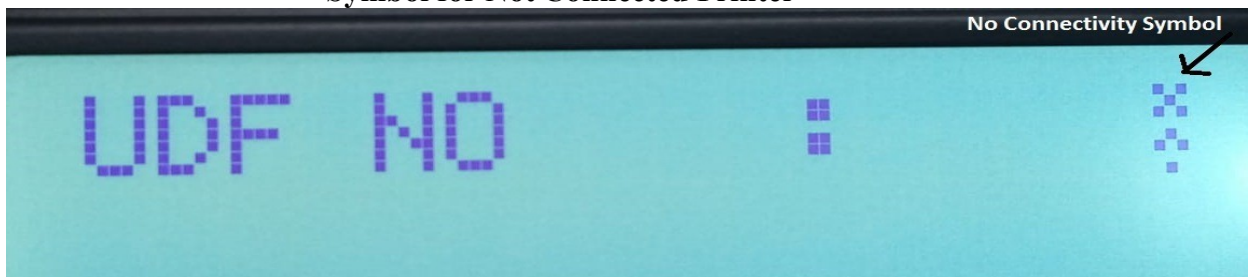 Symbol for Not Connected Printer
No Connectivity Symbol
UDF NO :